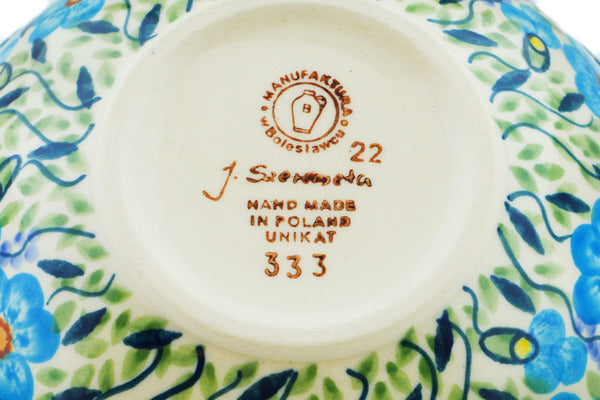 MANUFAKTURA
w Bolesławcu
B
22
J.
HAND MADE
IN POLAND
UNIKAT
333